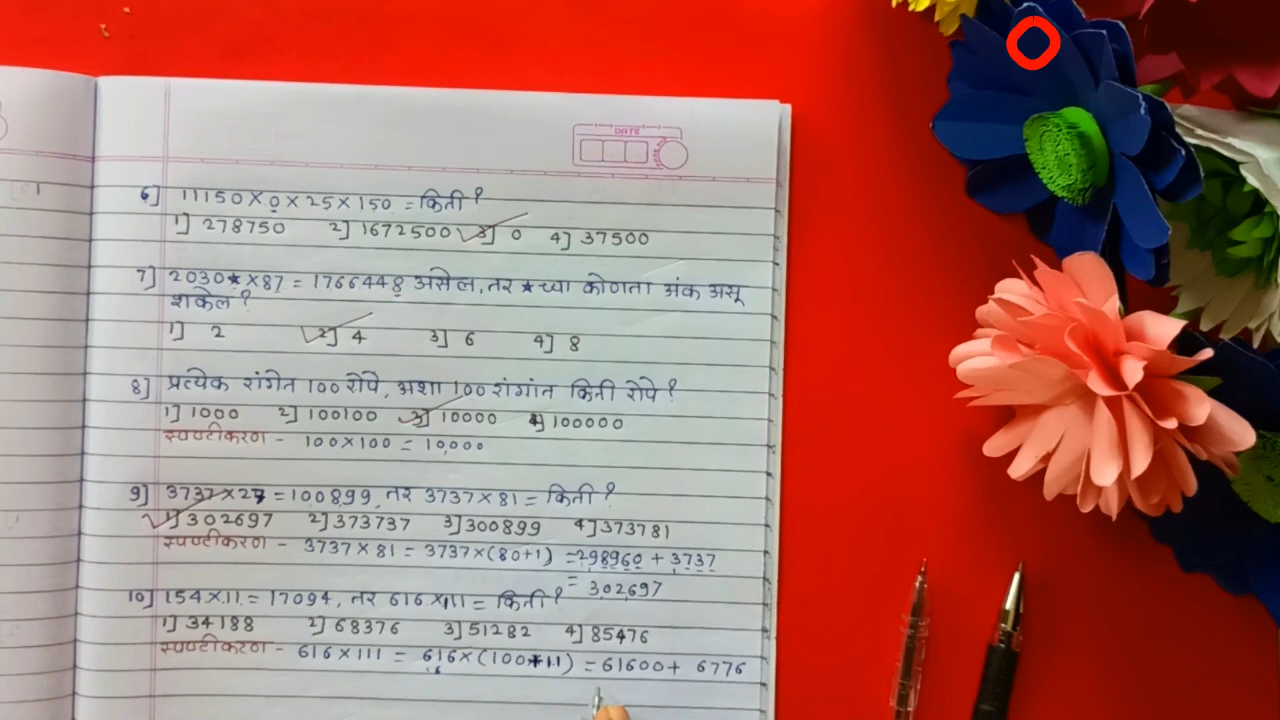 DATE
6] 11150 × 0 × 25 × 150 = किती?
1] 278750 2] 1672500 3] 0 4] 37500
7] 2030* × 87 = 1766448 असेल, तर * च्या कोणता अंक असू
शकेल?
1] 2 2] 4 3] 6 4] 8
8] प्रत्येक रांगेत 100 रोपे, अशा 100 रांगांत किती रोपे?
1] 1000 2] 100100 3] 10000 4] 100000
स्पष्टीकरण - 100 × 100 = 10,000
9] 3737 × 27 = 100899, तर 3737 × 81 = किती?
1] 302697 2] 373737 3] 300899 4] 373781
स्पष्टीकरण - 3737 × 81 = 3737 × (80+1) = 298960 + 3737
= 302697
10] 154 × 11 = 17094, तर 616 × 111 = किती?
1] 34188 2] 68376 3] 51282 4] 85476
स्पष्टीकरण - 616 × 111 = 616 × (100+11) = 61600 + 6776